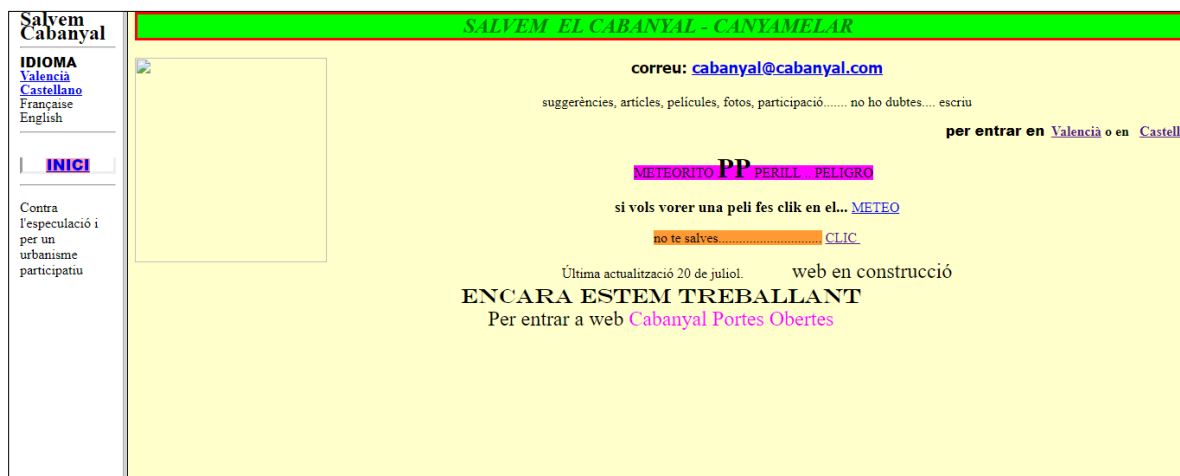 Salvem
Cabanyal
IDIOMA
Valencià
Castellano
Française
English
INICI
Contra
l'especulació i
per un
urbanisme
participatiu
SALVEM EL CABANYAL - CANYAMELAR
correu: cabanyal@cabanyal.com
suggerències, artícles, películes, fotos, participació....... no ho dubtes.... escriu
per entrar en Valencià o en Castell
METEORITO PP PERILL .. PELIGRO
si vols vorer una peli fes clik en el... METEO
no te salves............................... CLIC
Última actualització 20 de juliol. web en construcció
ENCARA ESTEM TREBALLANT
Per entrar a web Cabanyal Portes Obertes